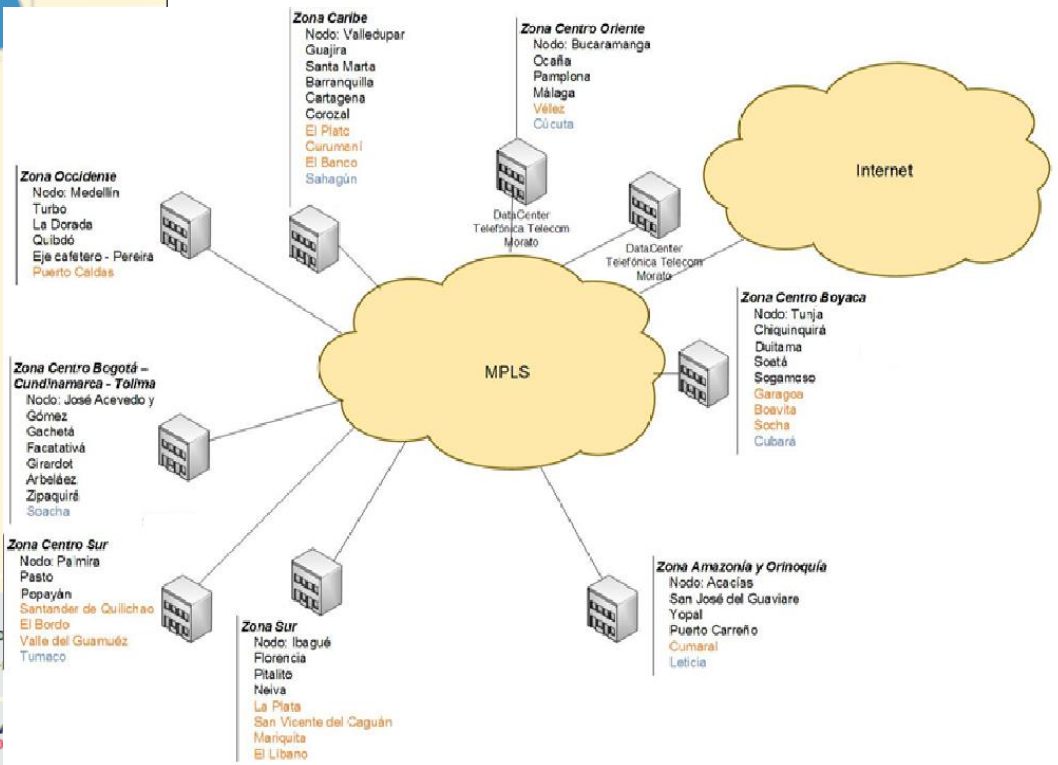 Zona Caribe
Nodo: Valledupar
Guajira
Santa Marta
Barranquilla
Cartagena
Corozal
El Plato
Curumaní
El Banco
Sahagún
Zona Centro Oriente
Nodo: Bucaramanga
Ocaña
Pamplona
Málaga
Vélez
Cúcuta
DataCenter
Telefónica Telecom
Morato
DataCenter
Telefónica Telecom
Morato
Internet
Zona Occidente
Nodo: Medellín
Turbo
La Dorada
Quibdó
Eje cafetero - Pereira
Puerto Caldas
MPLS
Zona Centro Boyaca
Nodo: Tunja
Chiquinquirá
Duitama
Soatá
Sogamoso
Garagoa
Boavita
Socha
Cubará
Zona Centro Bogotá –
Cundinamarca - Tolima
Nodo: José Acevedo y
Gómez
Gachetá
Facatativá
Girardot
Arbeláez
Zipaquirá
Soacha
Zona Centro Sur
Nodo: Palmira
Pasto
Popayán
Santander de Quilichao
El Bordo
Valle del Guamuéz
Tumaco
Zona Sur
Nodo: Ibagué
Florencia
Pitalito
Neiva
La Plata
San Vicente del Caguán
Mariquita
El Líbano
Zona Amazonía y Orinoquía
Nodo: Acacías
San José del Guaviare
Yopal
Puerto Carreño
Cumaral
Leticia